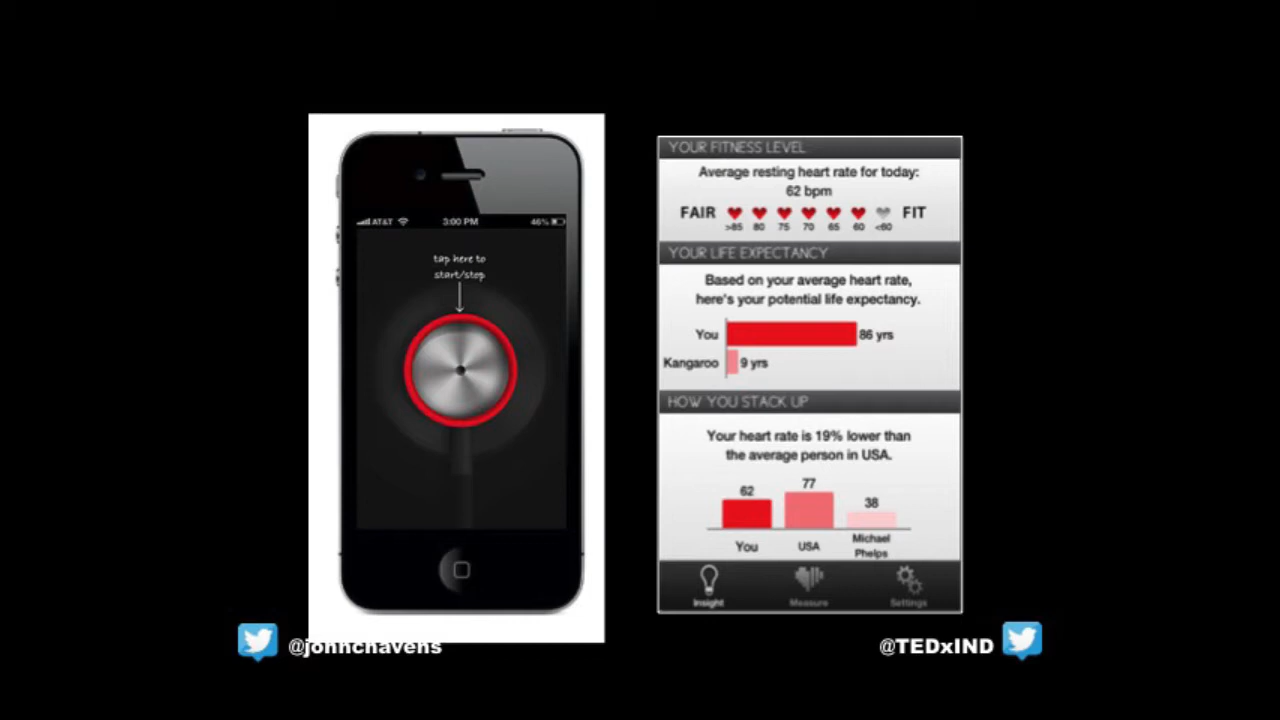 AT&T 3:00 PM 46%
tap here to
start/stop
YOUR FITNESS LEVEL
Average resting heart rate for today:
62 bpm
FAIR FIT
>85 80 75 70 65 60 <60
YOUR LIFE EXPECTANCY
Based on your average heart rate,
here's your potential life expectancy.
You 86 yrs
Kangaroo 9 yrs
HOW YOU STACK UP
Your heart rate is 19% lower than
the average person in USA.
62 77 38
You USA Michael
Phelps
Insight Measure Settings
@johnchavens
@TEDxIND